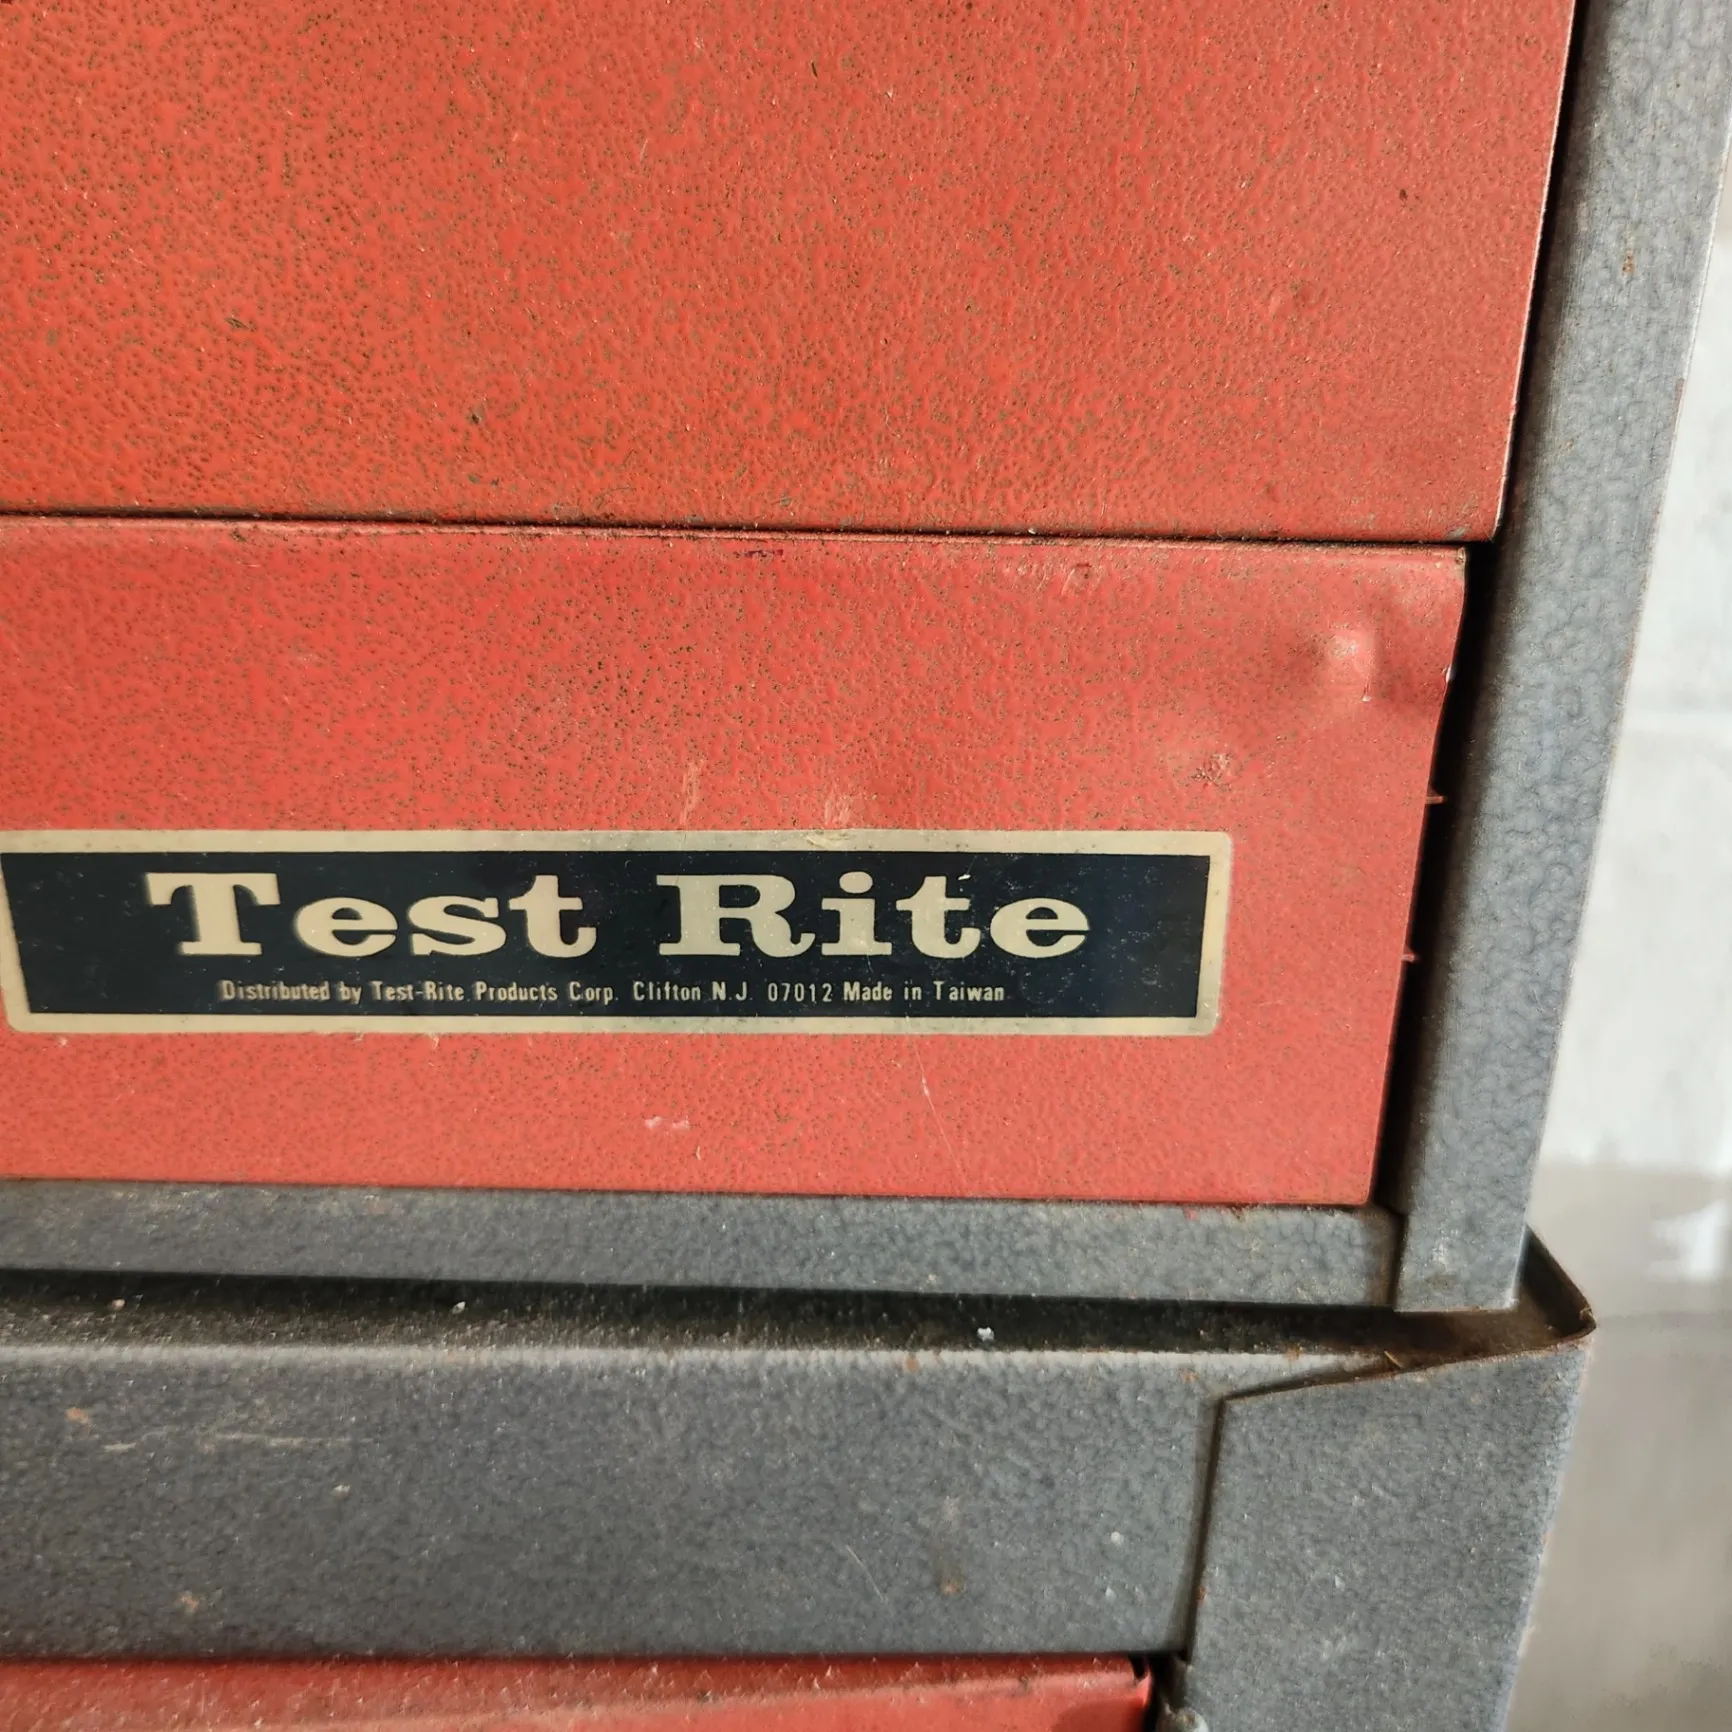 Test Rite
Distributed by Test-Rite Products Corp. Clifton N.J. 07012 Made in Taiwan